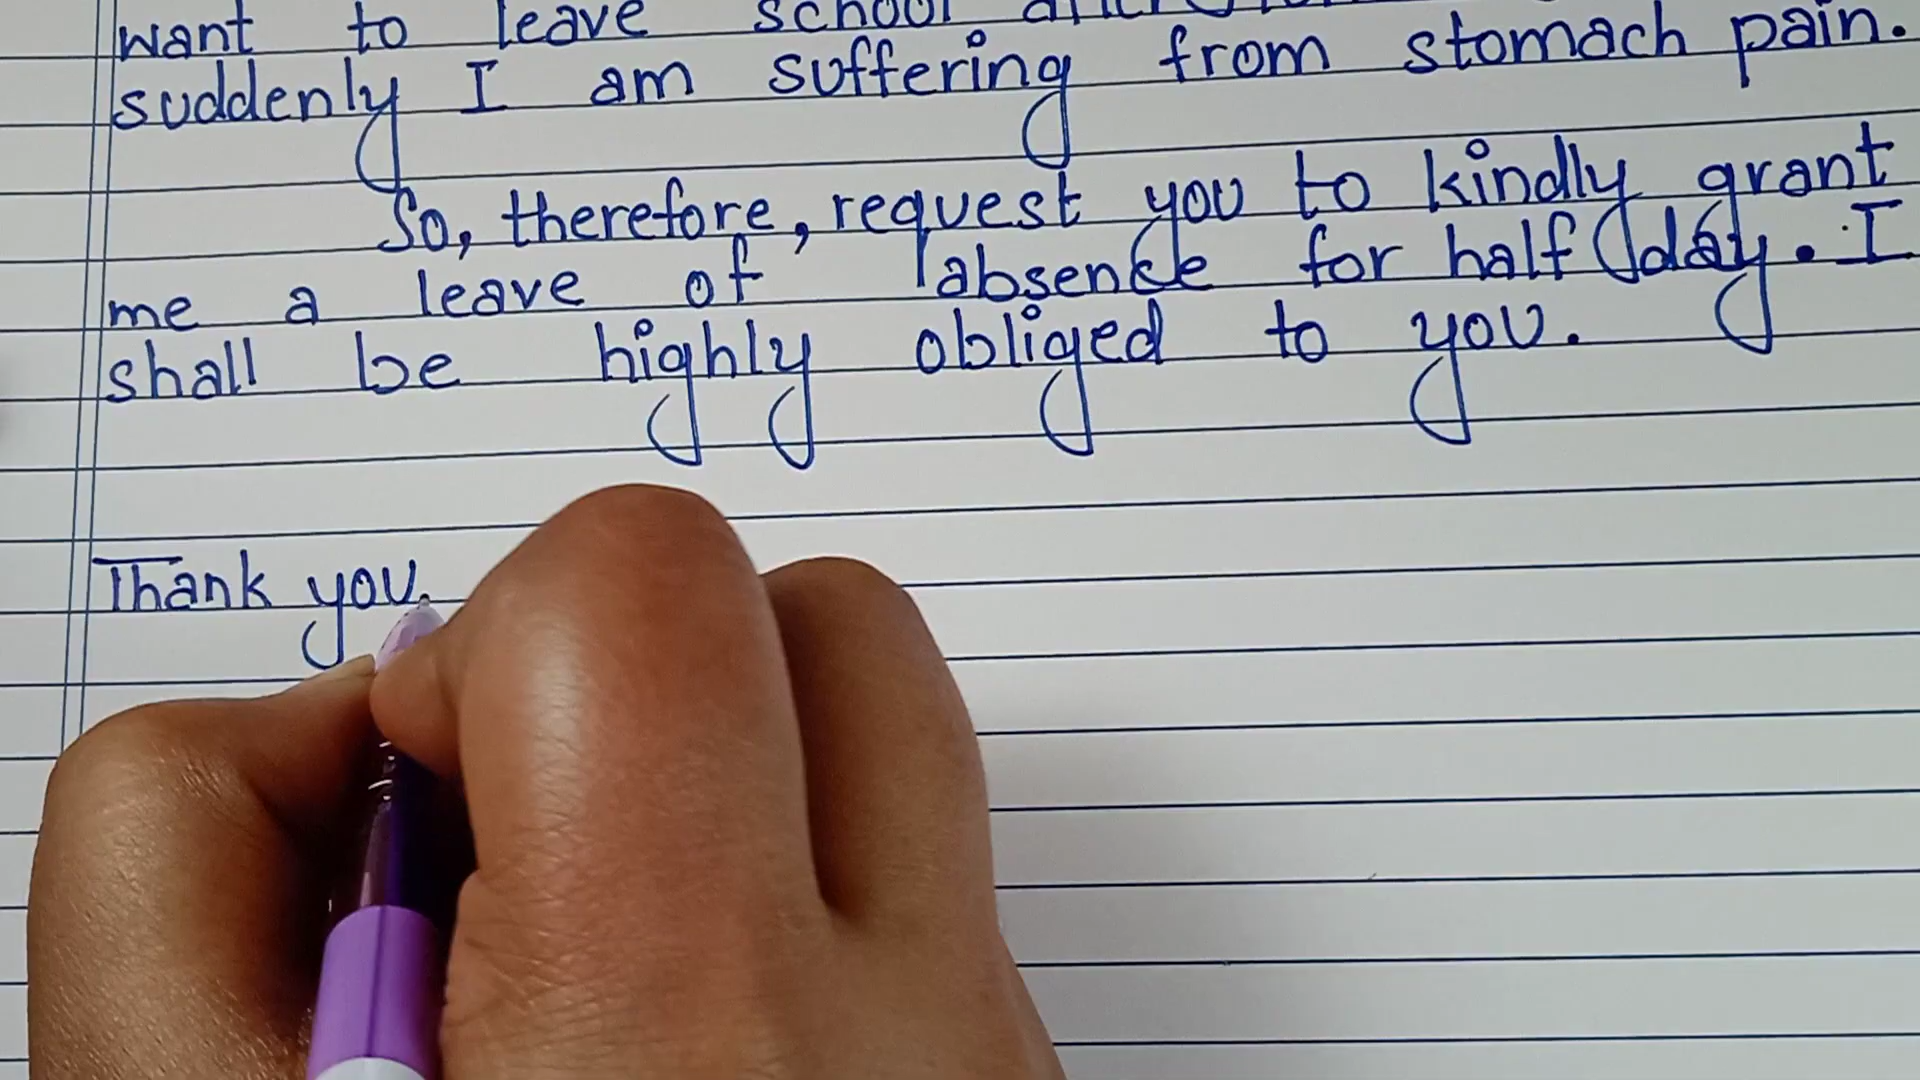 want to leave school
suddenly I am suffering from stomach pain.
So, therefore, request you to kindly grant
me a leave of absence for half day. I
shall be highly obliged to you.
Thank you.